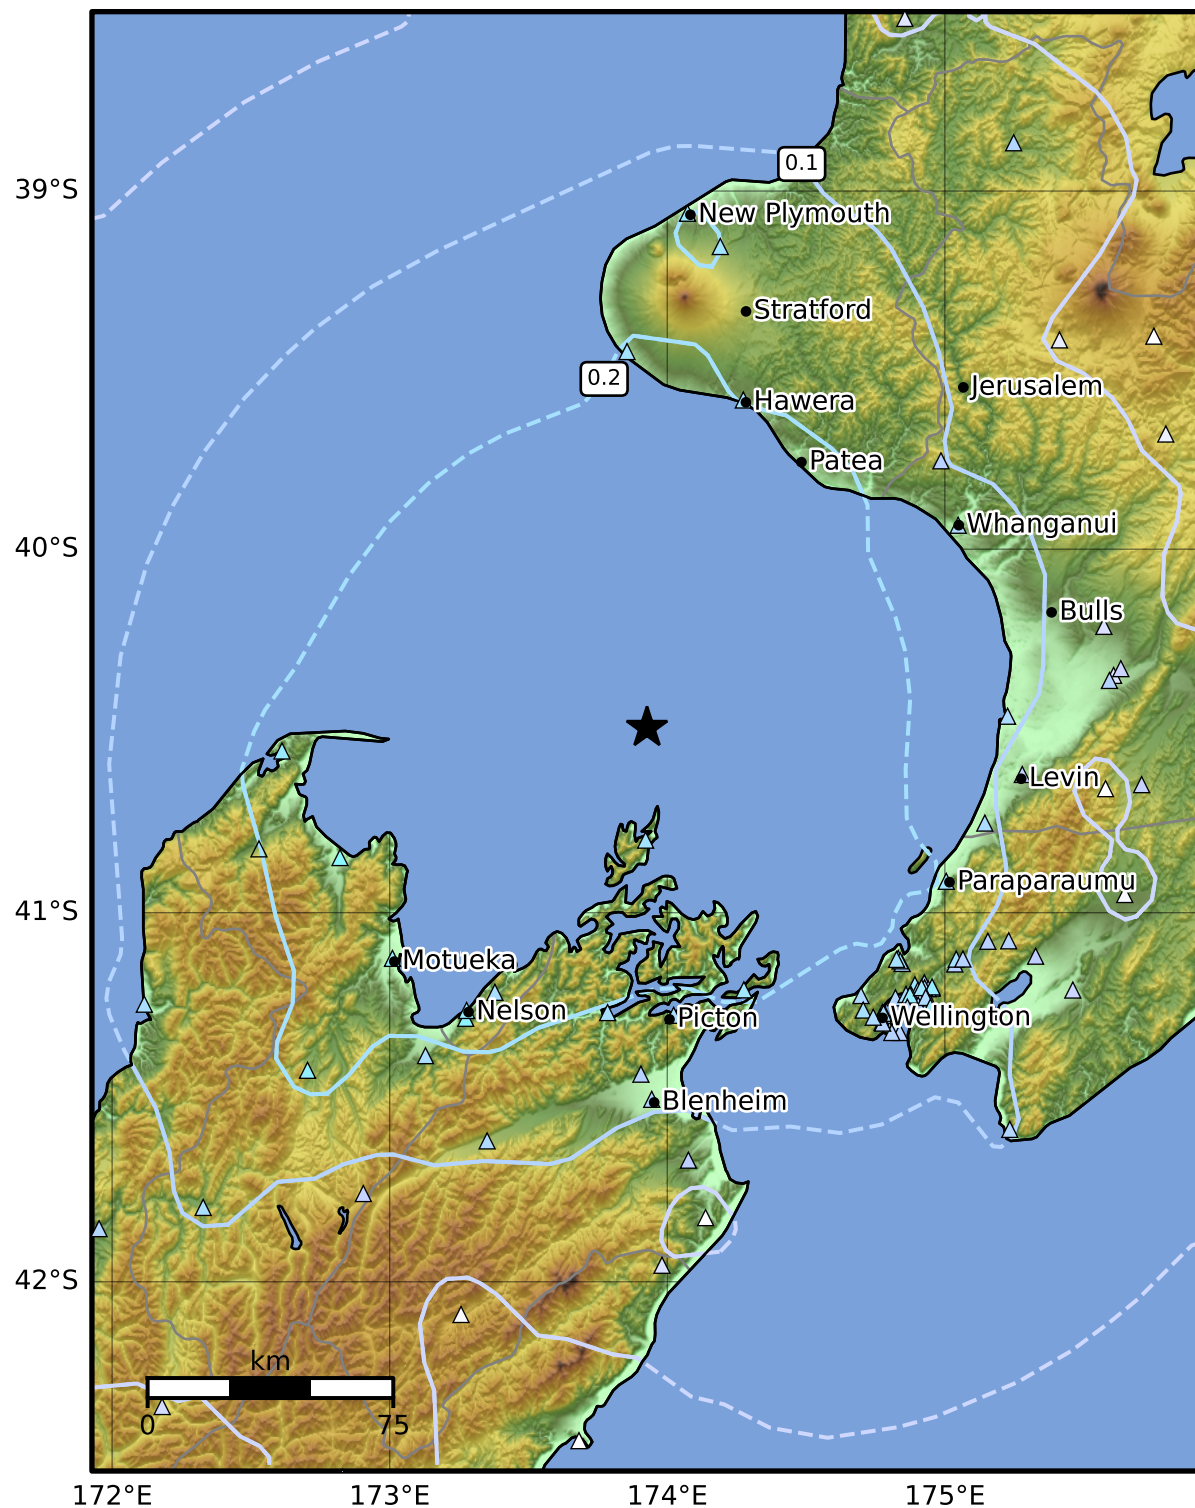 0.1
39°S
New Plymouth
Stratford
0.2
Jerusalem
Hawera
Patea
Whanganui
40°S
Bulls
Levin
Paraparaumu
41°S
Motueka
Nelson
Picton
Wellington
Blenheim
42°S
km
0 75
172°E 173°E 174°E 175°E